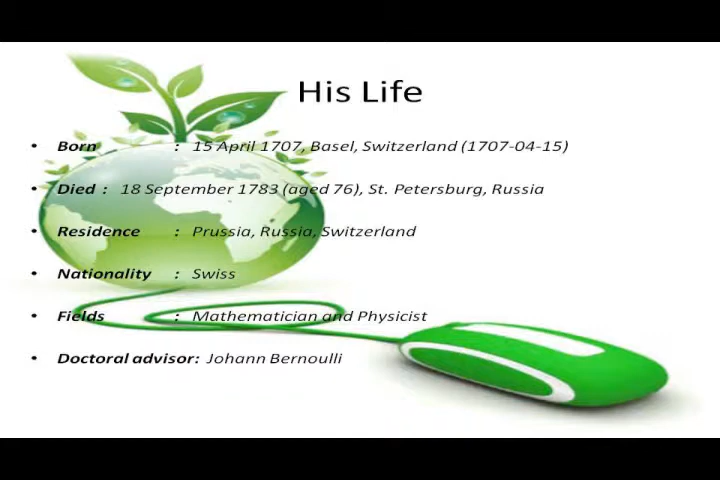 His Life
• Born : 15 April 1707, Basel, Switzerland (1707-04-15)
• Died : 18 September 1783 (aged 76), St. Petersburg, Russia
• Residence : Prussia, Russia, Switzerland
• Nationality : Swiss
• Fields : Mathematician and Physicist
• Doctoral advisor: Johann Bernoulli